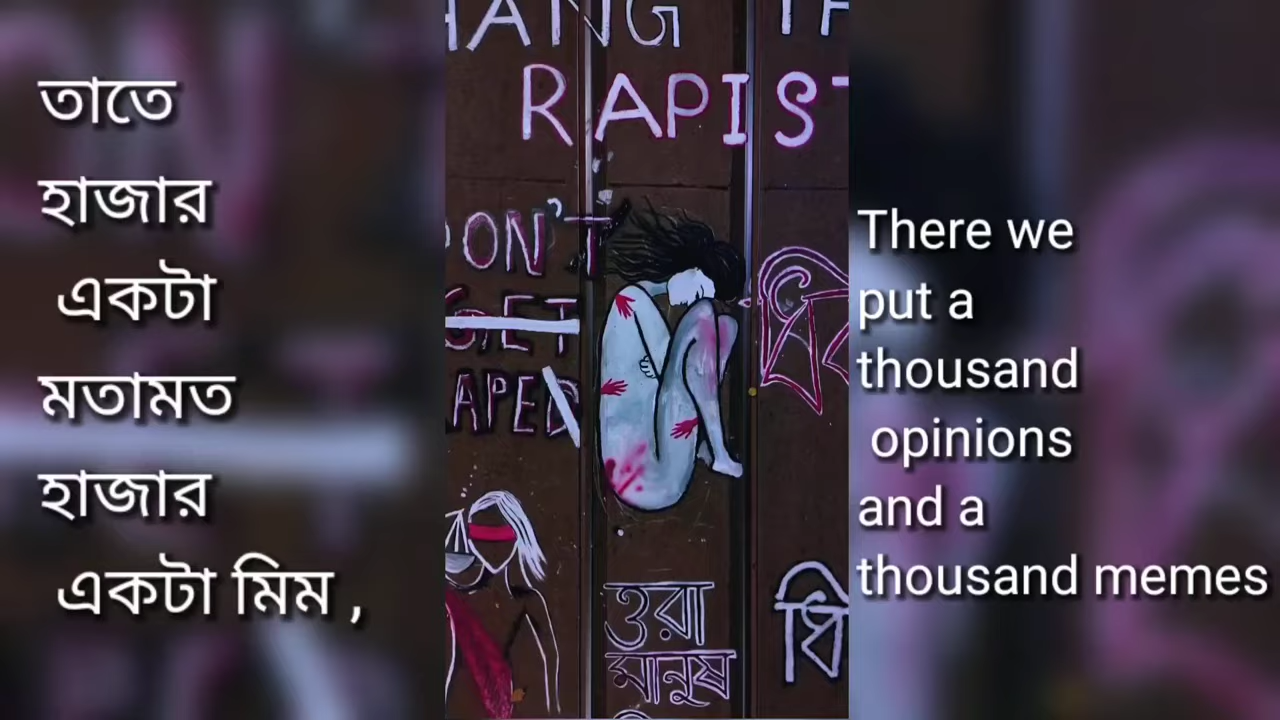 তাতে
হাজার
একটা
মতামত
হাজার
একটা মিম ,
HANG
RAPIST
DON'T
GET
RAPED
ওরা
মানুষ
There we
put a
thousand
opinions
and a
thousand memes